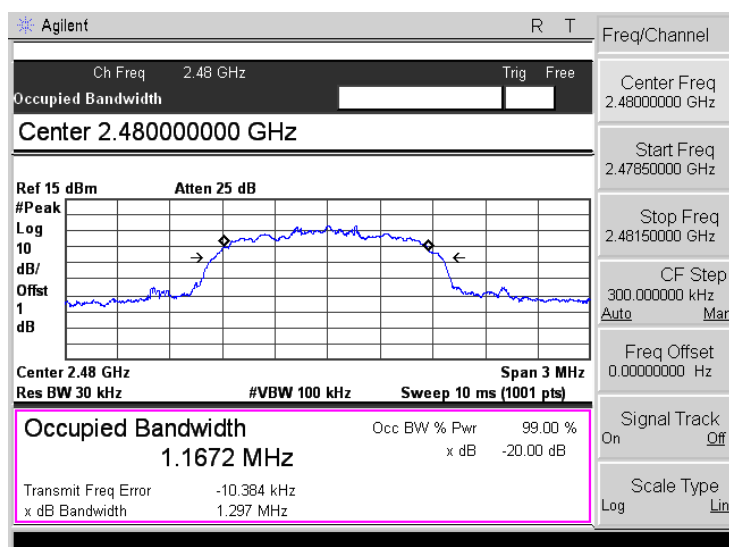 Agilent R T
Ch Freq 2.48 GHz Trig Free
Occupied Bandwidth
Center 2.480000000 GHz
Ref 15 dBm Atten 25 dB
#Peak
Log
10
dB/
Offst
1
dB
Center 2.48 GHz Span 3 MHz
Res BW 30 kHz #VBW 100 kHz Sweep 10 ms (1001 pts)
Occupied Bandwidth
1.1672 MHz
Occ BW % Pwr 99.00 %
x dB -20.00 dB
Transmit Freq Error -10.384 kHz
x dB Bandwidth 1.297 MHz
Freq/Channel
Center Freq
2.48000000 GHz
Start Freq
2.47850000 GHz
Stop Freq
2.48150000 GHz
CF Step
300.000000 kHz
Auto Man
Freq Offset
0.00000000 Hz
Signal Track
On Off
Scale Type
Log Lin